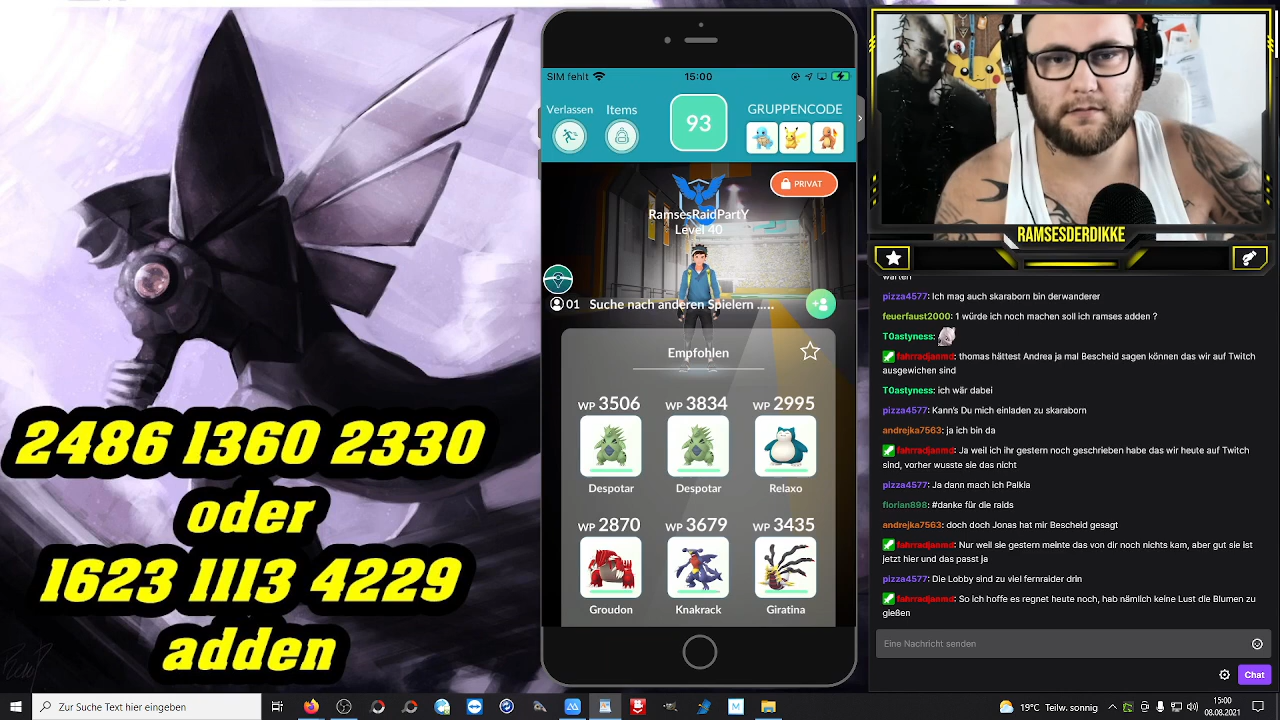 2486 1360 2330
oder
1623 1113 4229
adden
SIM fehlt
15:00
Verlassen
Items
93
GRUPPENCODE
PRIVAT
RamsesRaidPartY
Level 40
01
Suche nach anderen Spielern .....
Empfohlen
WP 3506
WP 3834
WP 2995
Despotar
Despotar
Relaxo
WP 2870
WP 3679
WP 3435
Groudon
Knakrack
Giratina
RAMSESDERDIKKE
warten
pizza4577: Ich mag auch skaraborn bin derwanderer
feuerfaust2000: 1 würde ich noch machen soll ich ramses adden ?
T0astyness:
fahrradjanmd: thomas hättest Andrea ja mal Bescheid sagen können das wir auf Twitch
ausgewichen sind
T0astyness: ich wär dabei
pizza4577: Kann's Du mich einladen zu skaraborn
andrejka7563: ja ich bin da
fahrradjanmd: Ja weil ich ihr gestern noch geschrieben habe das wir heute auf Twitch
sind, vorher wusste sie das nicht
pizza4577: Ja dann mach ich Palkia
florian898: #danke für die raids
andrejka7563: doch doch Jonas hat mir Bescheid gesagt
fahrradjanmd: Nur weil sie gestern meinte das von dir noch nichts kam, aber gut sie ist
jetzt hier und das passt ja
pizza4577: Die Lobby sind zu viel fernraider drin
fahrradjanmd: So ich hoffe es regnet heute noch, hab nämlich keine Lust die Blumen zu
gießen
Eine Nachricht senden
Chat
Zur Suche Text hier eingeben
M
19°C Teilw. sonnig
15:00
08.08.2021